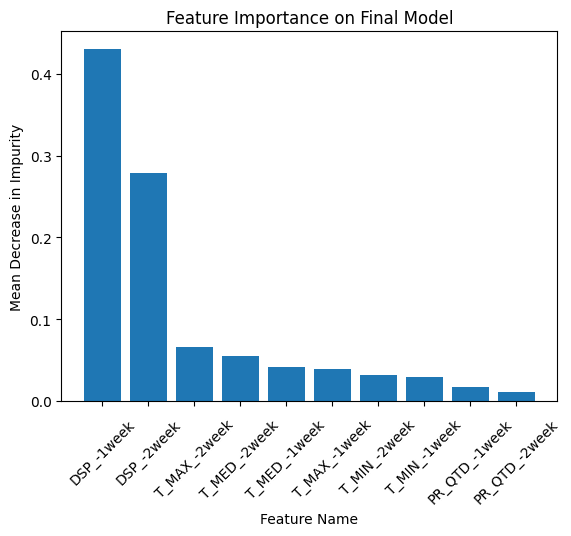 Feature Importance on Final Model
Mean Decrease in Impurity
0.4
0.3
0.2
0.1
0.0
DSP_-1week
DSP_-2week
T_MAX_-2week
T_MED_-2week
T_MED_-1week
T_MAX_-1week
T_MIN_-2week
T_MIN_-1week
PR_QTD_-1week
PR_QTD_-2week
Feature Name